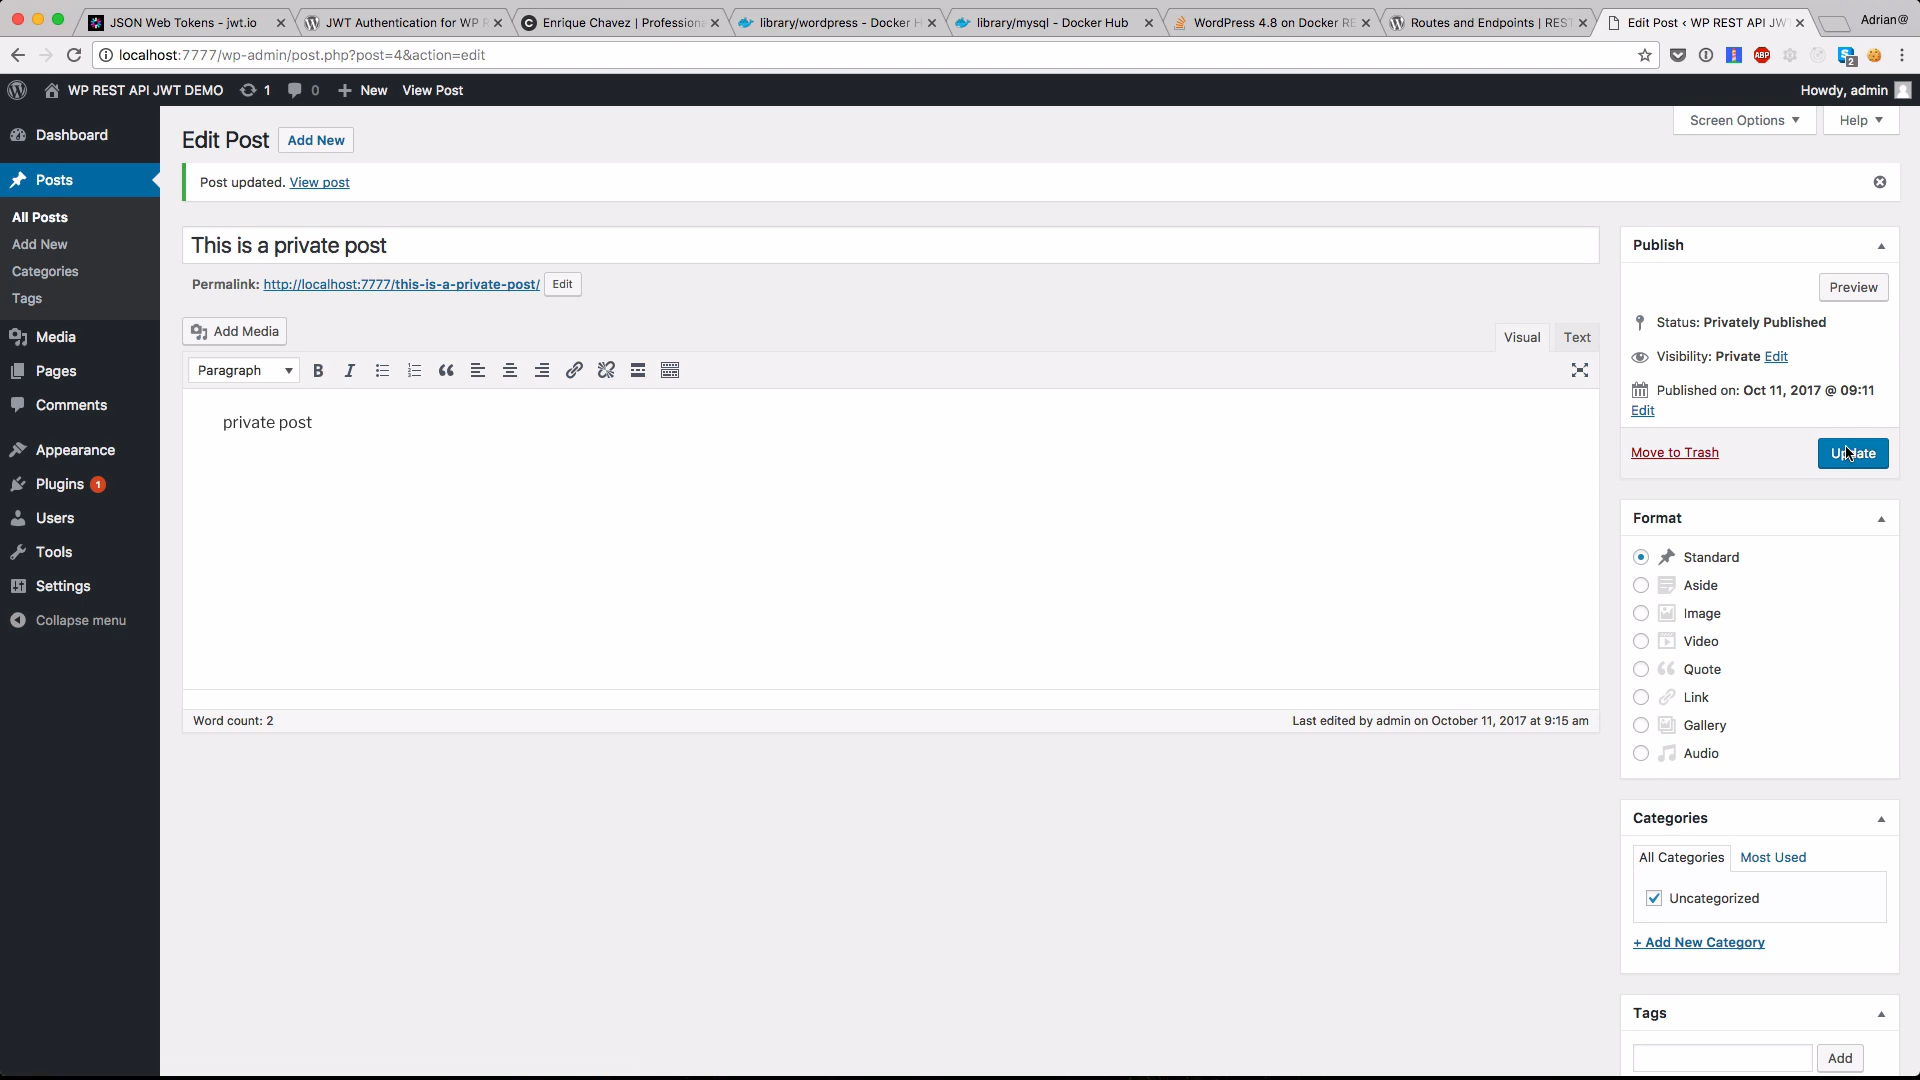 JSON Web Tokens - jwt.io
JWT Authentication for WP R
Enrique Chavez | Professiona
library/wordpress - Docker H
library/mysql - Docker Hub
WordPress 4.8 on Docker RE
Routes and Endpoints | REST
Edit Post ‹ WP REST API JWT
Adrian@
localhost:7777/wp-admin/post.php?post=4&action=edit
ABP
2
WP REST API JWT DEMO
1
0
New
View Post
Howdy, admin
Screen Options
Help
Dashboard
Posts
All Posts
Add New
Categories
Tags
Media
Pages
Comments
Appearance
Plugins 1
Users
Tools
Settings
Collapse menu
Edit Post
Add New
Post updated. View post
This is a private post
Permalink: http://localhost:7777/this-is-a-private-post/ Edit
Add Media
Visual
Text
Paragraph
private post
Word count: 2
Last edited by admin on October 11, 2017 at 9:15 am
Publish
Preview
Status: Privately Published
Visibility: Private Edit
Published on: Oct 11, 2017 @ 09:11
Edit
Move to Trash
Update
Format
Standard
Aside
Image
Video
Quote
Link
Gallery
Audio
Categories
All Categories
Most Used
Uncategorized
+ Add New Category
Tags
Add